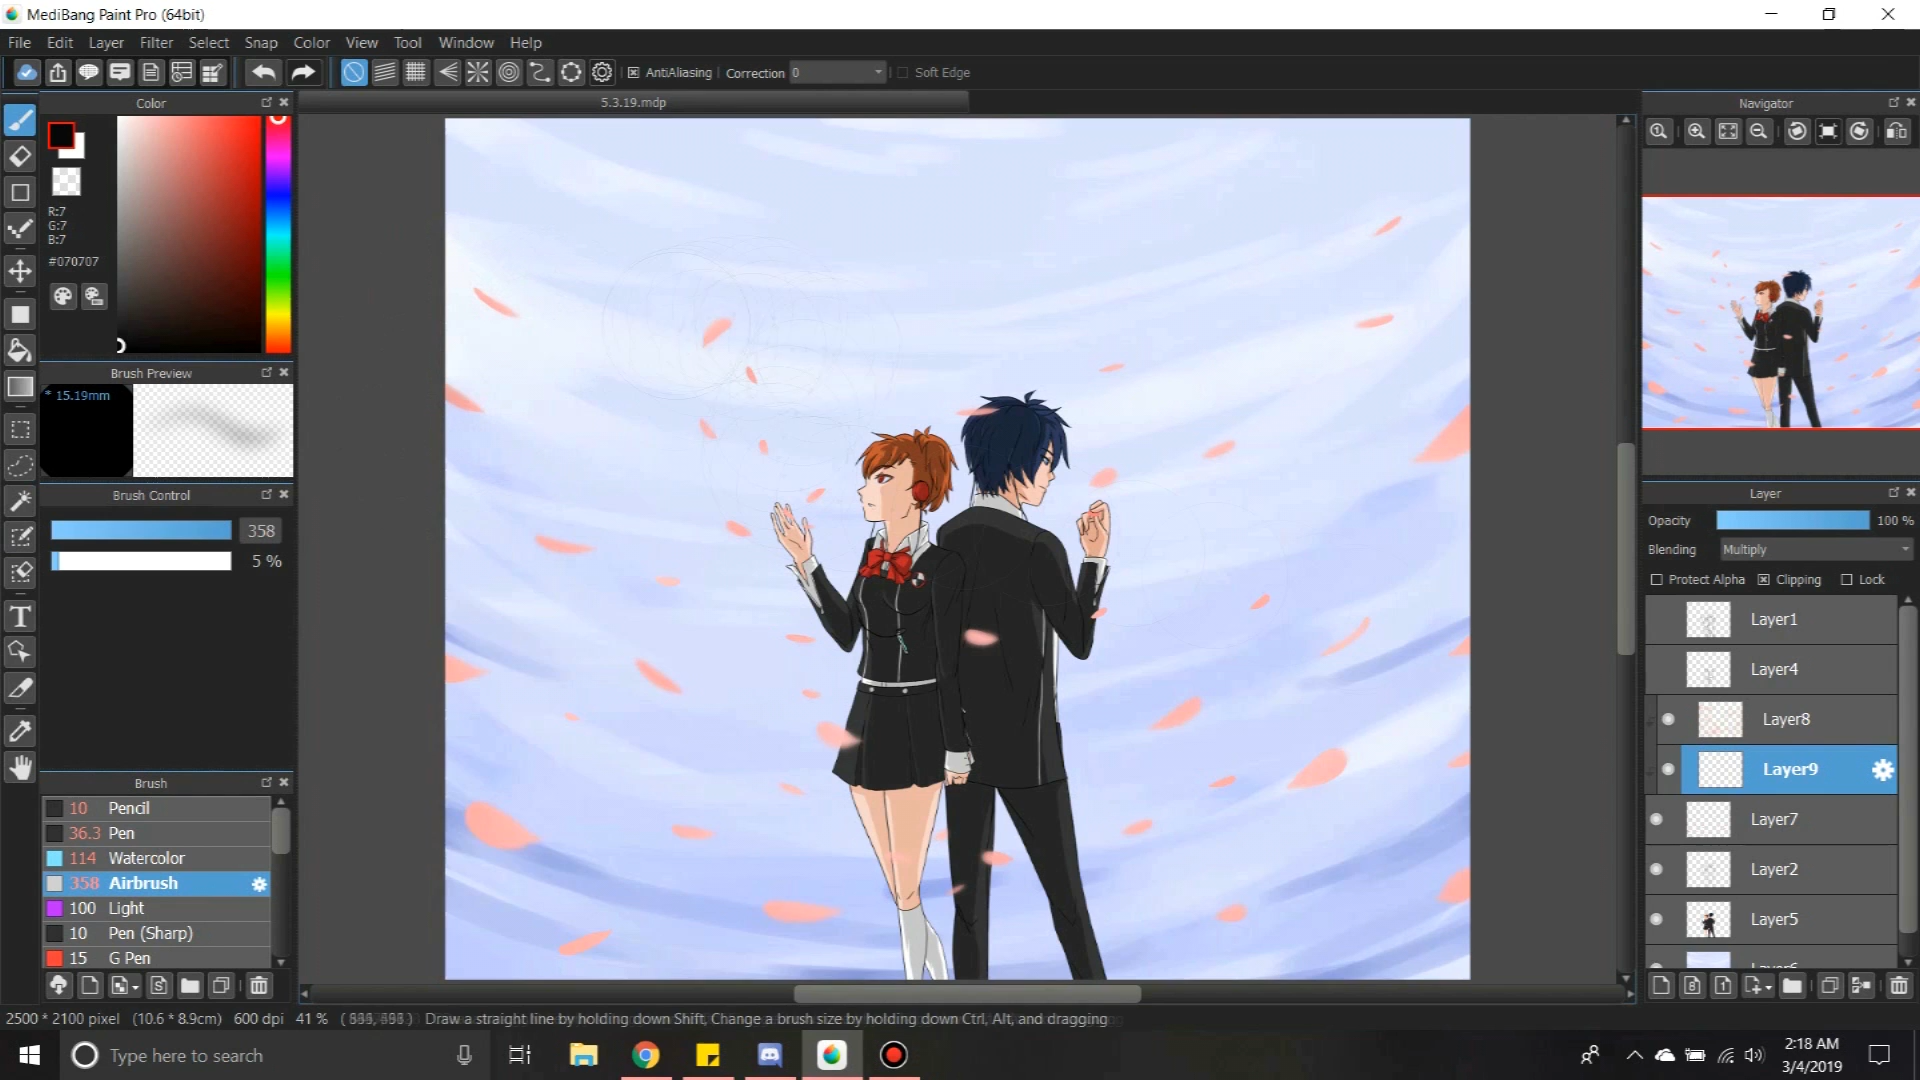 MediBang Paint Pro (64bit)
File Edit Layer Filter Select Snap Color View Tool Window Help
AntiAliasing Correction 0 Soft Edge
Color
5.3.19.mdp
Navigator
R:7
G:7
B:7
#070707
Brush Preview
* 15.19mm
Brush Control
358
5 %
Layer
Opacity 100 %
Blending Multiply
Protect Alpha Clipping Lock
Layer1
Layer4
Layer8
Layer9
Layer7
Layer2
Layer5
Layer6
Brush
10 Pencil
36.3 Pen
114 Watercolor
358 Airbrush
100 Light
10 Pen (Sharp)
15 G Pen
2500 * 2100 pixel (10.6 * 8.9cm) 600 dpi 41 % Draw a straight line by holding down Shift, Change a brush size by holding down Ctrl, Alt, and dragging
Type here to search
2:18 AM
3/4/2019